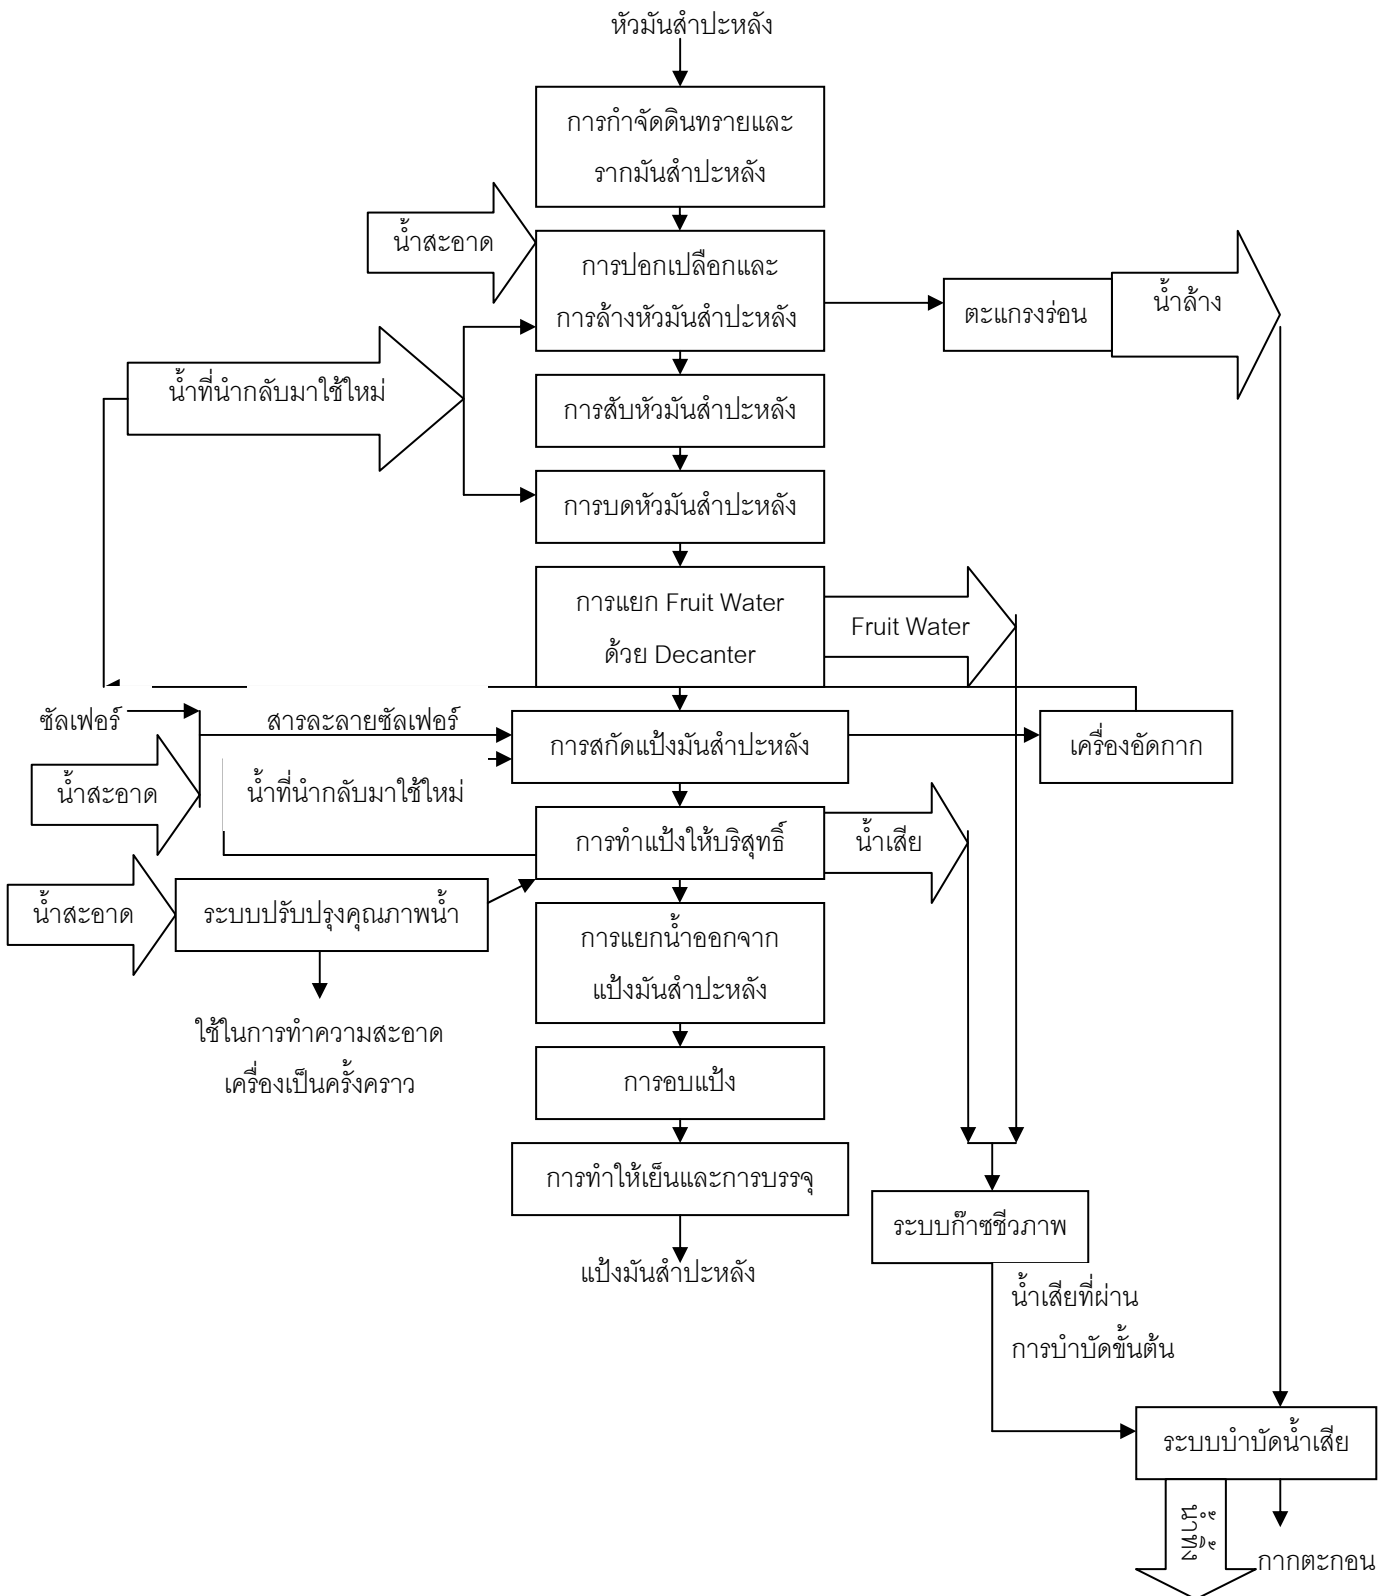 หัวมันสำปะหลัง
การกำจัดดินทรายและ
รากมันสำปะหลัง
น้ำสะอาด
การปอกเปลือกและ
การล้างหัวมันสำปะหลัง
ตะแกรงร่อน
น้ำล้าง
น้ำที่นำกลับมาใช้ใหม่
การสับหัวมันสำปะหลัง
การบดหัวมันสำปะหลัง
การแยก Fruit Water
ด้วย Decanter
Fruit Water
ซัลเฟอร์
สารละลายซัลเฟอร์
การสกัดแป้งมันสำปะหลัง
เครื่องอัดกาก
น้ำสะอาด
น้ำที่นำกลับมาใช้ใหม่
การทำแป้งให้บริสุทธิ์
น้ำเสีย
น้ำสะอาด
ระบบปรับปรุงคุณภาพน้ำ
การแยกน้ำออกจาก
แป้งมันสำปะหลัง
ใช้ในการทำความสะอาด
เครื่องเป็นครั้งคราว
การอบแป้ง
การทำให้เย็นและการบรรจุ
ระบบก๊าซชีวภาพ
แป้งมันสำปะหลัง
น้ำเสียที่ผ่าน
การบำบัดขั้นต้น
ระบบบำบัดน้ำเสีย
น้ำทิ้ง
กากตะกอน